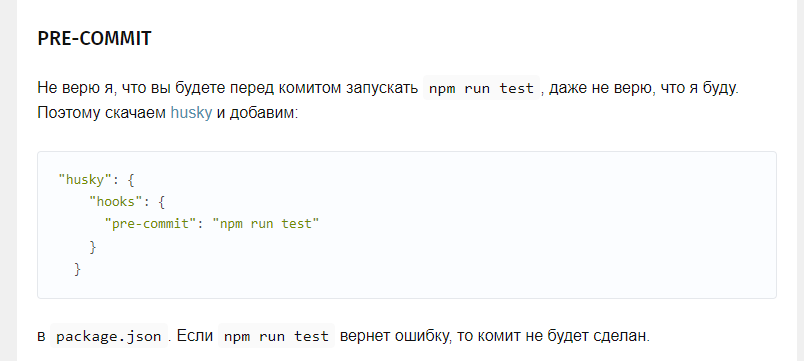 PRE-COMMIT
Не верю я, что вы будете перед комитом запускать npm run test , даже не верю, что я буду.
Поэтому скачаем husky и добавим:
"husky": {
    "hooks": {
      "pre-commit": "npm run test"
    }
  }
в package.json . Если npm run test вернет ошибку, то комит не будет сделан.